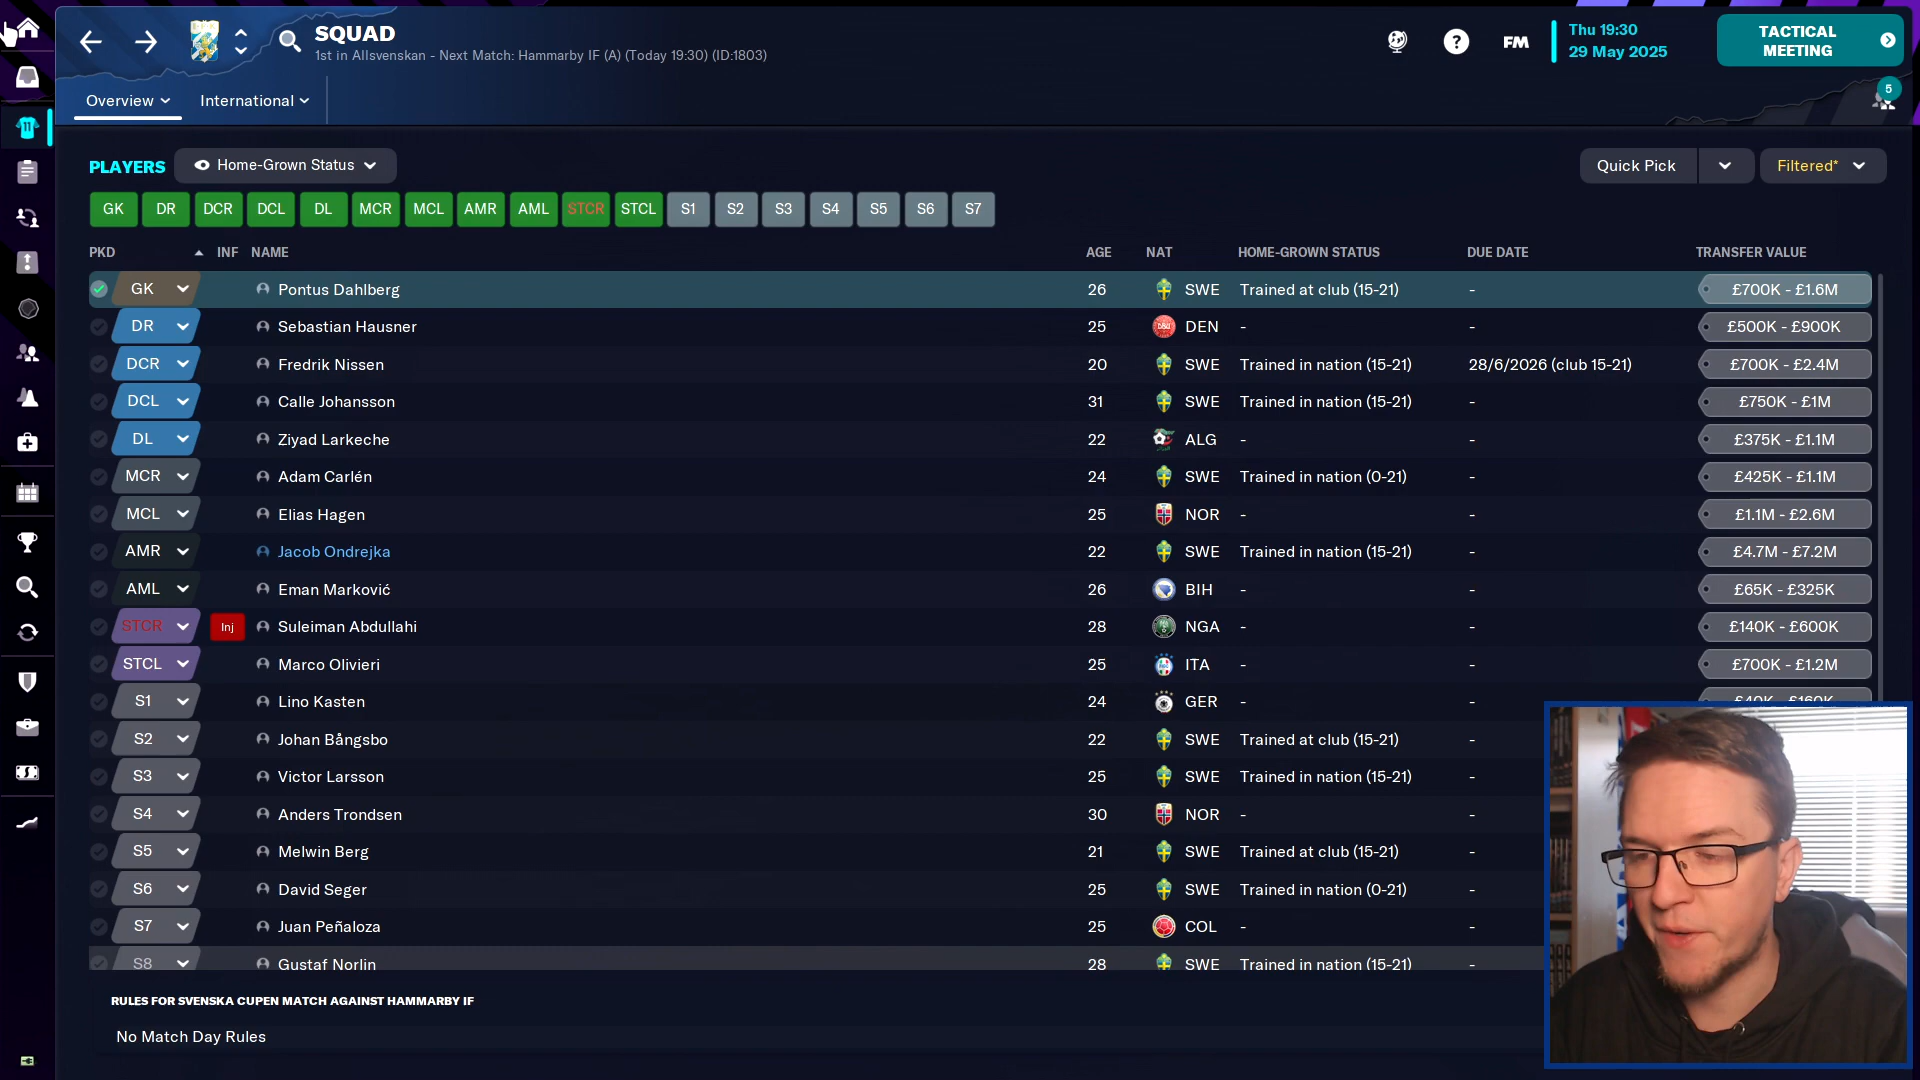 SQUAD
1st in Allsvenskan - Next Match: Hammarby IF (A) (Today 19:30) (ID:1803)
? FM
Thu 19:30
29 May 2025
TACTICAL
MEETING
Overview International
5
11
PLAYERS Home-Grown Status Quick Pick Filtered*
GK DR DCR DCL DL MCR MCL AMR AML STCR STCL S1 S2 S3 S4 S5 S6 S7
PKD INF NAME AGE NAT HOME-GROWN STATUS DUE DATE TRANSFER VALUE
GK Pontus Dahlberg 26 SWE Trained at club (15-21) - £700K - £1.6M
DR Sebastian Hausner 25 DEN - - £500K - £900K
DCR Fredrik Nissen 20 SWE Trained in nation (15-21) 28/6/2026 (club 15-21) £700K - £2.4M
DCL Calle Johansson 31 SWE Trained in nation (15-21) - £750K - £1M
DL Ziyad Larkeche 22 ALG - - £375K - £1.1M
MCR Adam Carlén 24 SWE Trained in nation (0-21) - £425K - £1.1M
MCL Elias Hagen 25 NOR - - £1.1M - £2.6M
AMR Jacob Ondrejka 22 SWE Trained in nation (15-21) - £4.7M - £7.2M
AML Eman Marković 26 BIH - - £65K - £325K
STCR Inj Suleiman Abdullahi 28 NGA - - £140K - £600K
STCL Marco Olivieri 25 ITA - - £700K - £1.2M
S1 Lino Kasten 24 GER - - £40K - £160K
S2 Johan Bångsbo 22 SWE Trained at club (15-21) -
S3 Victor Larsson 25 SWE Trained in nation (15-21) -
S4 Anders Trondsen 30 NOR - -
S5 Melwin Berg 21 SWE Trained at club (15-21) -
S6 David Seger 25 SWE Trained in nation (0-21) -
S7 Juan Peñaloza 25 COL - -
S8 Gustaf Norlin 28 SWE Trained in nation (15-21) -
RULES FOR SVENSKA CUPEN MATCH AGAINST HAMMARBY IF
No Match Day Rules